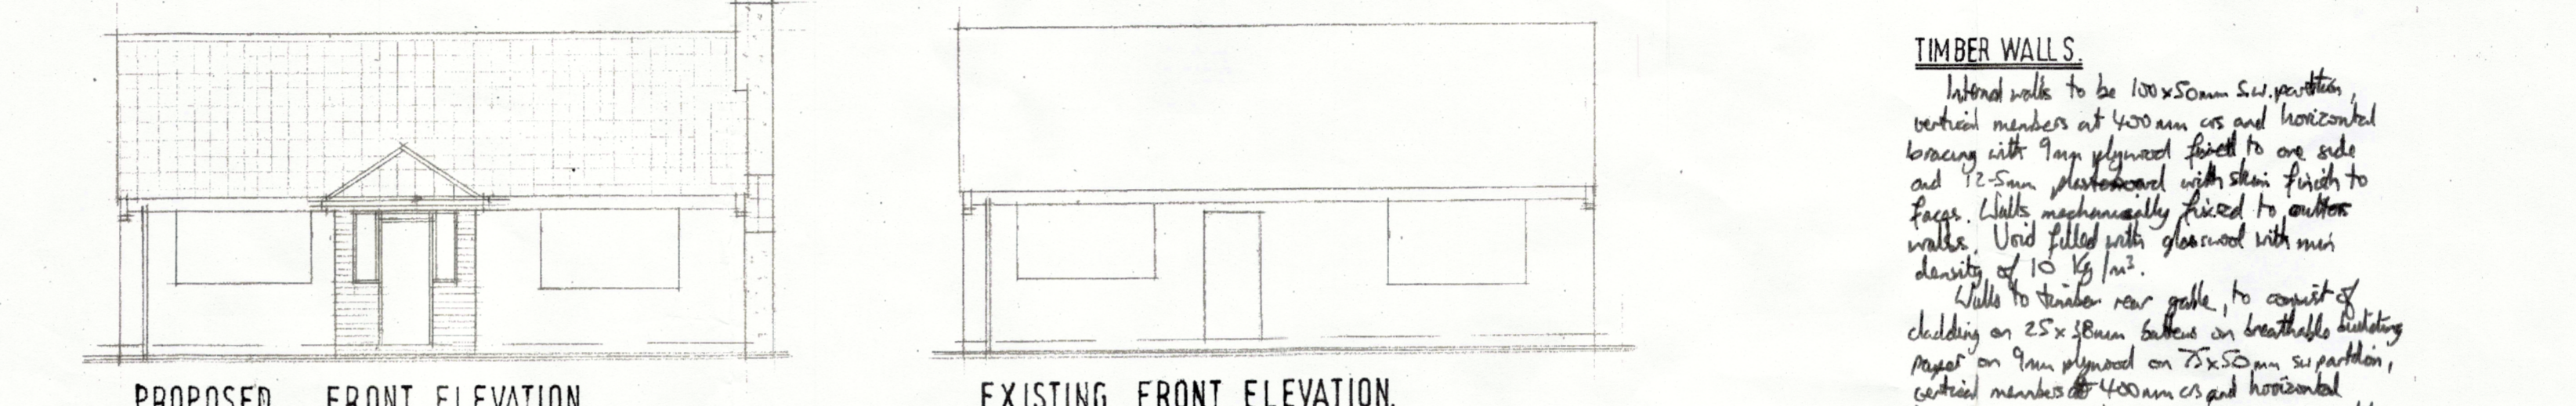 PROPOSED FRONT ELEVATION
EXISTING FRONT ELEVATION.
TIMBER WALLS.
Internal walls to be 100x50mm s.w. partition,
vertical members at 400mm crs and horizontal
bracing with 9mm plywood fixed to one side
and 12-5mm plasterboard with skim finish to
faces. Walls mechanically fixed to outter
walls. Void filled with glasswool with min
density of 10 Kg/m³.
Walls to timber rear gable, to consist of
cladding on 25x38mm battens on breathable building
paper on 9mm plywood on 75x50mm sw partition,
vertical members at 400mm crs and horizontal